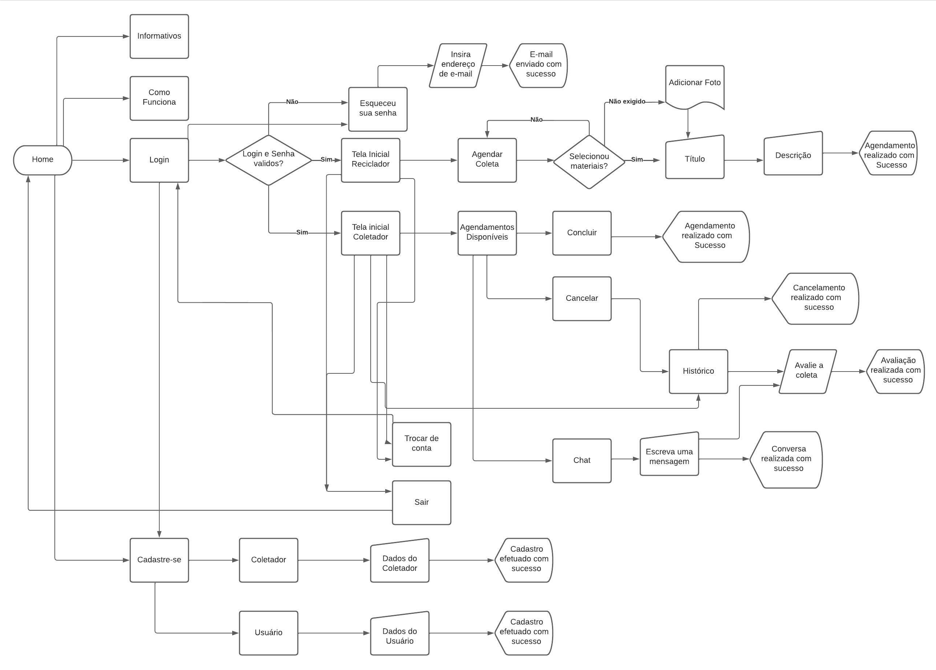 Informativos
Como
Funciona
Home
Login
Login e Senha
validos?
Não
Sim
Sim
Esqueceu
sua senha
Insira
endereço
de e-mail
E-mail
enviado com
sucesso
Tela Inicial
Reciclador
Agendar
Coleta
Não
Selecionou
materiais?
Não exigido
Sim
Adicionar Foto
Título
Descrição
Agendamento
realizado com
Sucesso
Tela inicial
Coletador
Agendamentos
Disponíveis
Concluir
Agendamento
realizado com
Sucesso
Cancelar
Cancelamento
realizado com
sucesso
Histórico
Avalie a
coleta
Avaliação
realizada com
sucesso
Trocar de
conta
Chat
Escreva uma
mensagem
Conversa
realizada com
sucesso
Sair
Cadastre-se
Coletador
Dados do
Coletador
Cadastro
efetuado com
sucesso
Usuário
Dados do
Usuário
Cadastro
efetuado com
sucesso